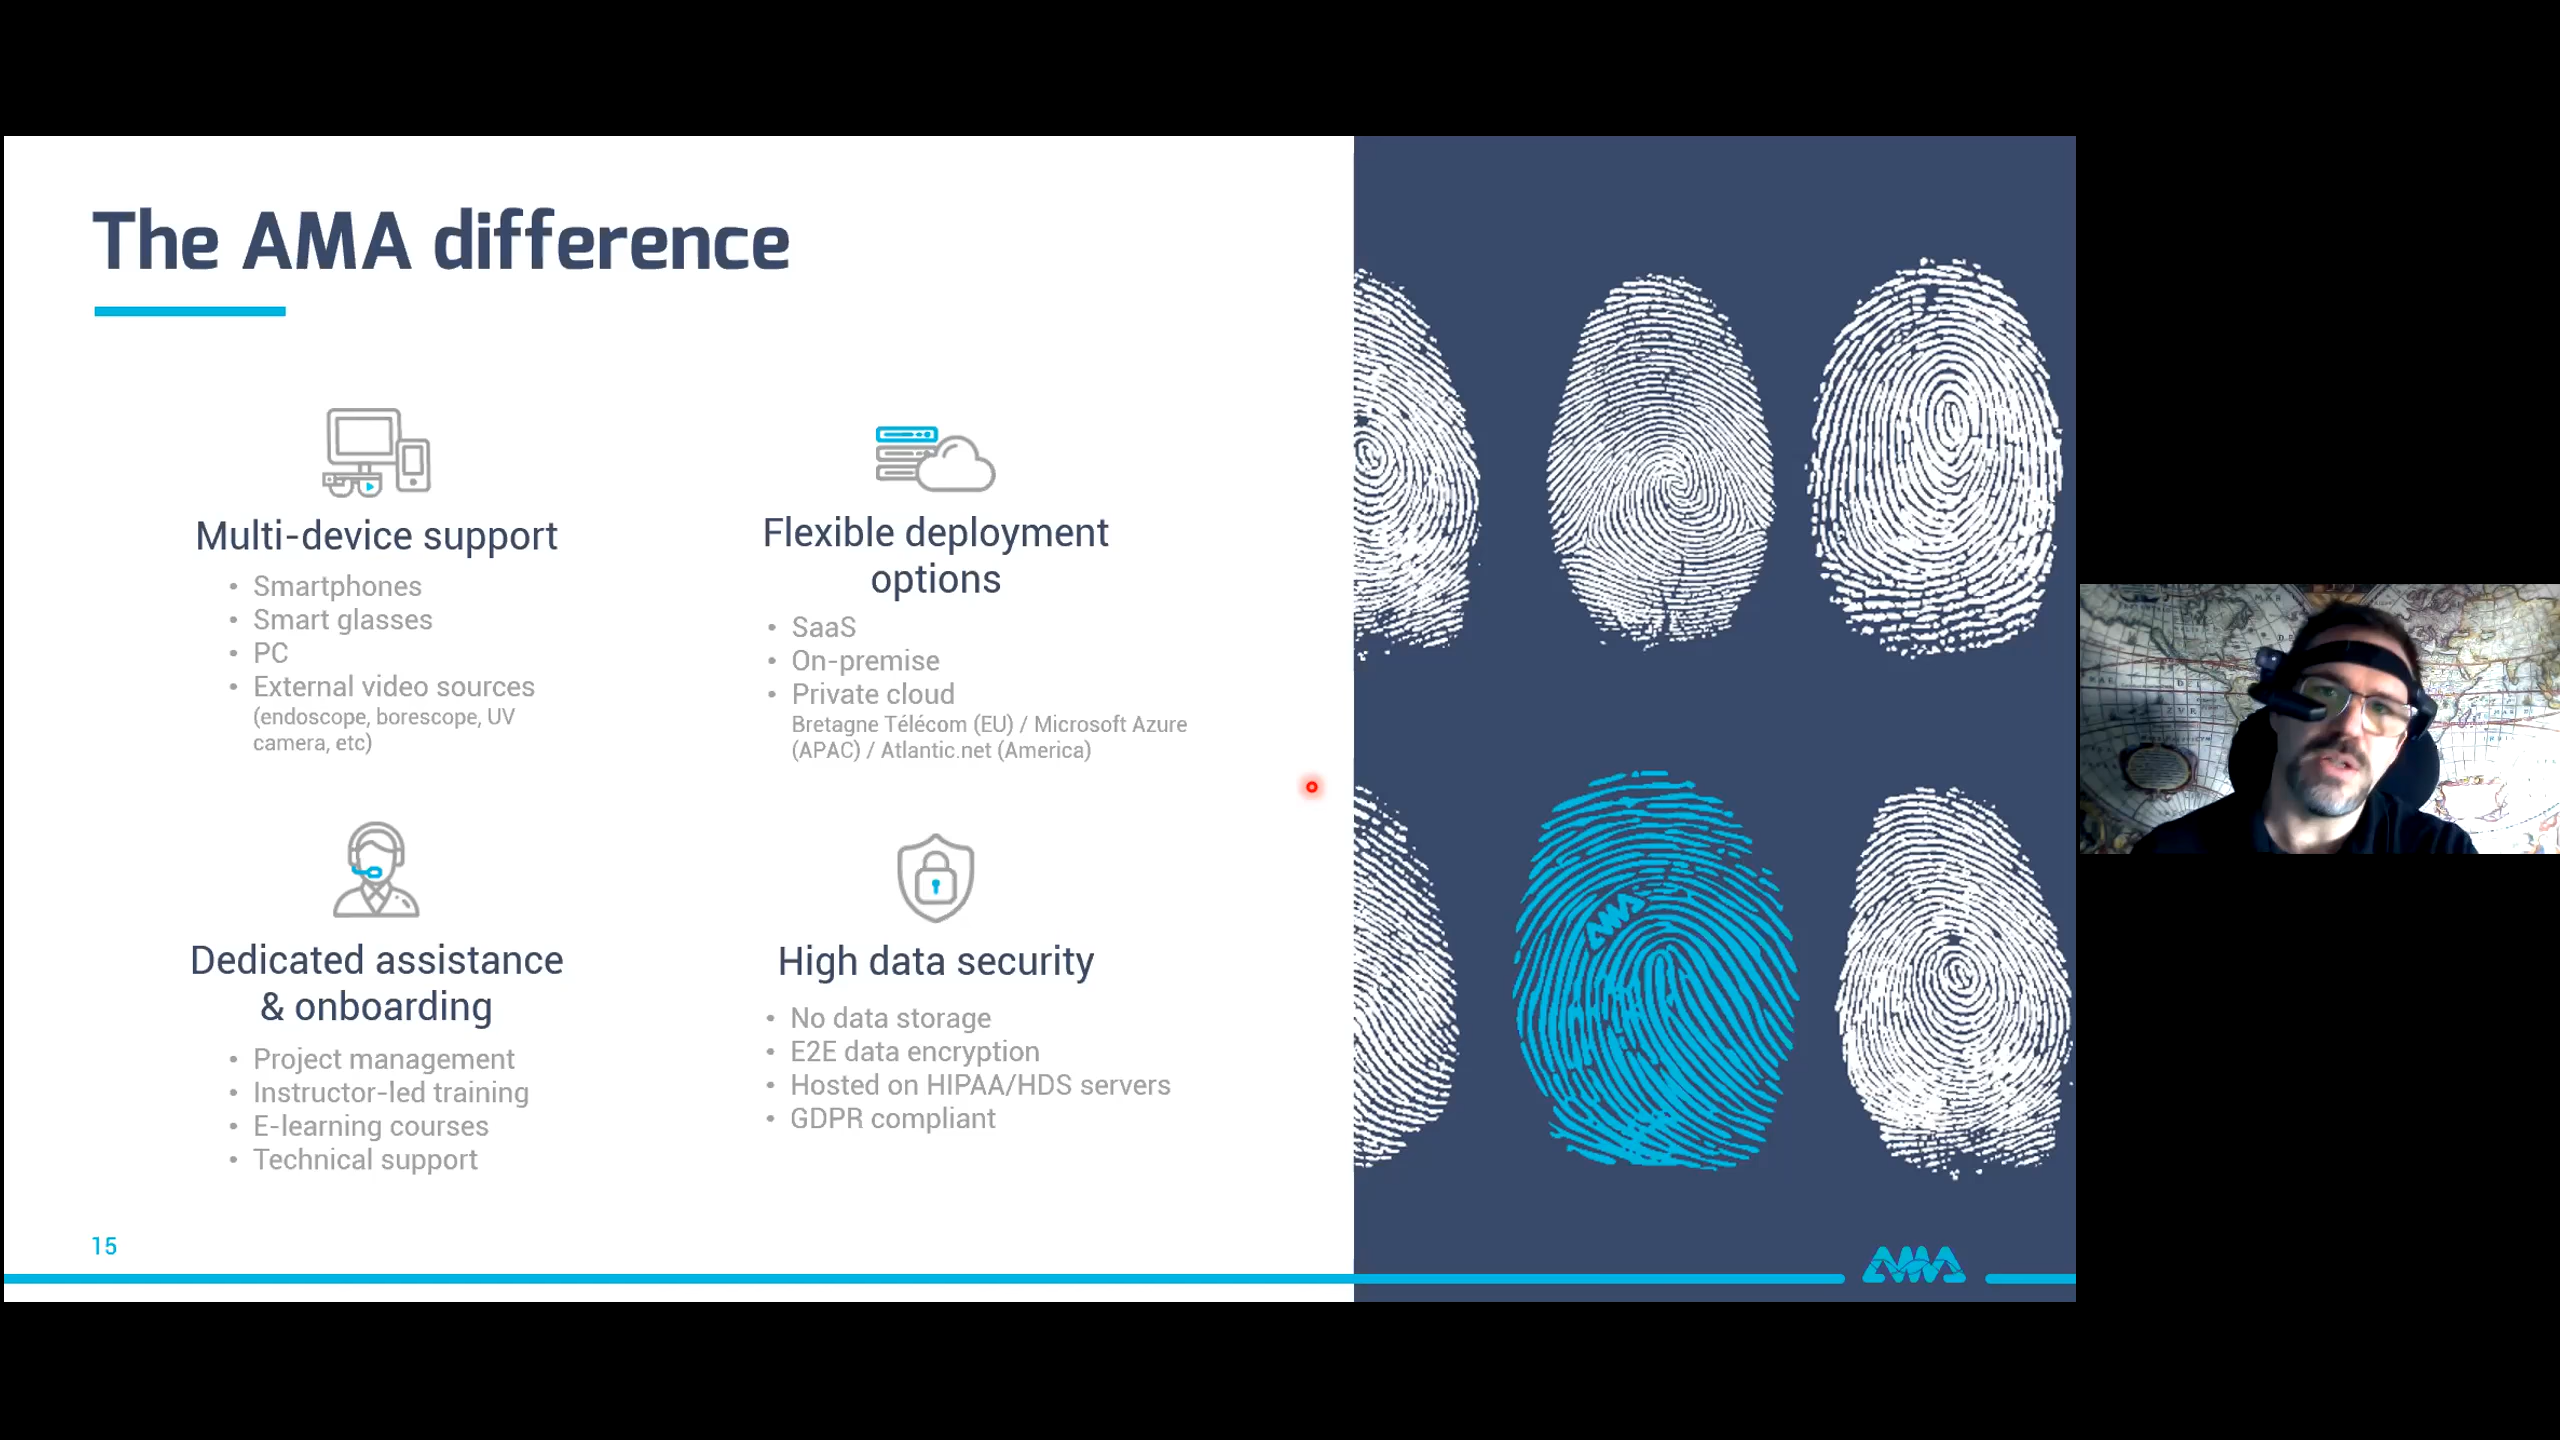 The AMA difference
Multi-device support
• Smartphones
• Smart glasses
• PC
• External video sources
(endoscope, borescope, UV
camera, etc)
Flexible deployment
options
• SaaS
• On-premise
• Private cloud
Bretagne Télécom (EU) / Microsoft Azure
(APAC) / Atlantic.net (America)
Dedicated assistance
& onboarding
• Project management
• Instructor-led training
• E-learning courses
• Technical support
High data security
• No data storage
• E2E data encryption
• Hosted on HIPAA/HDS servers
• GDPR compliant
AMA
15
AMA